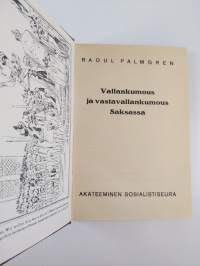 RAOUL PALMGREN
Vallankumous
ja vastavallankumous
Saksassa
AKATEEMINEN SOSIALISTISEURA